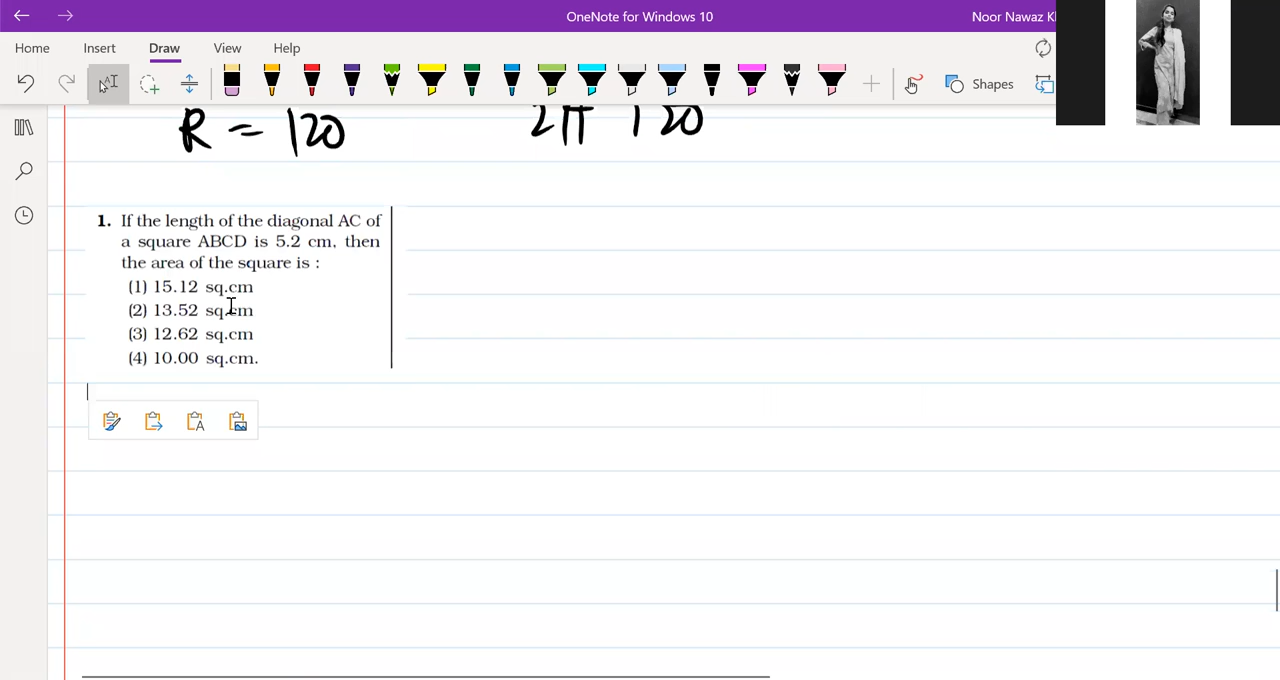 OneNote for Windows 10
Noor Nawaz Kh
Home Insert Draw View Help
Shapes
R = 120
2π 120
1. If the length of the diagonal AC of
a square ABCD is 5.2 cm, then
the area of the square is :
(1) 15.12 sq.cm
(2) 13.52 sq.cm
(3) 12.62 sq.cm
(4) 10.00 sq.cm.